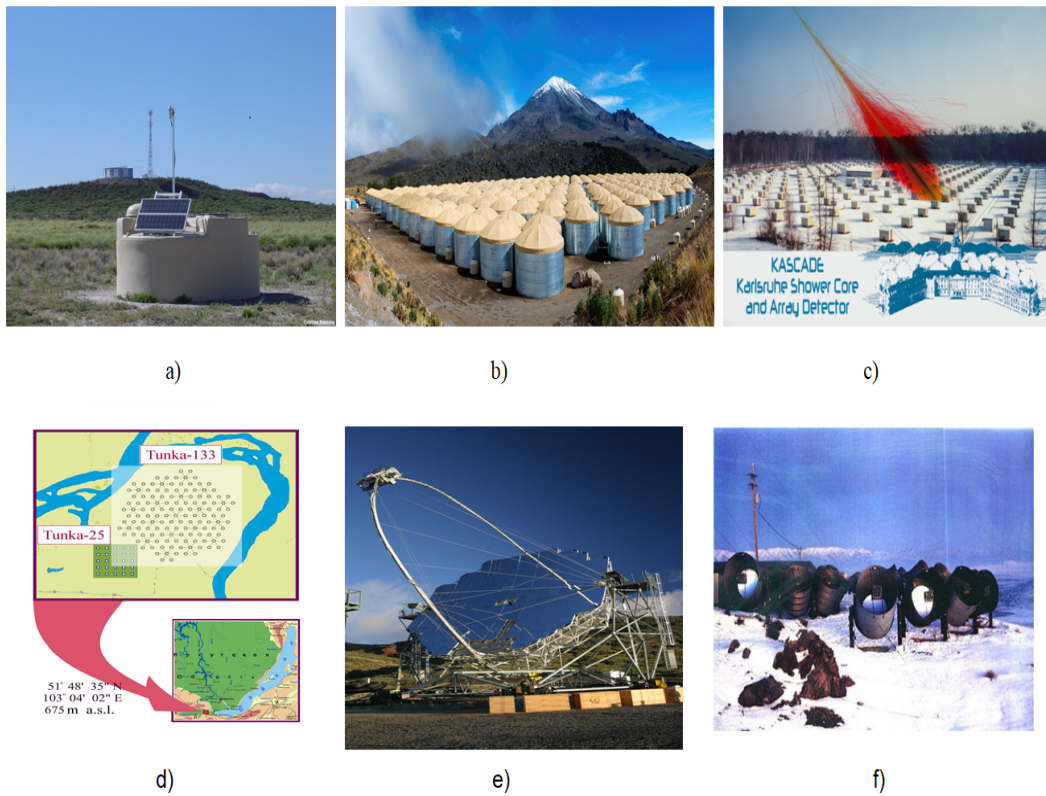 a)
b)
KASCADE
Karlsruhe Shower Core
and Array Detector
c)
Tunka-133
Tunka-25
51° 48' 35" N
103° 04' 02" E
675 m a.s.l.
d)
e)
f)